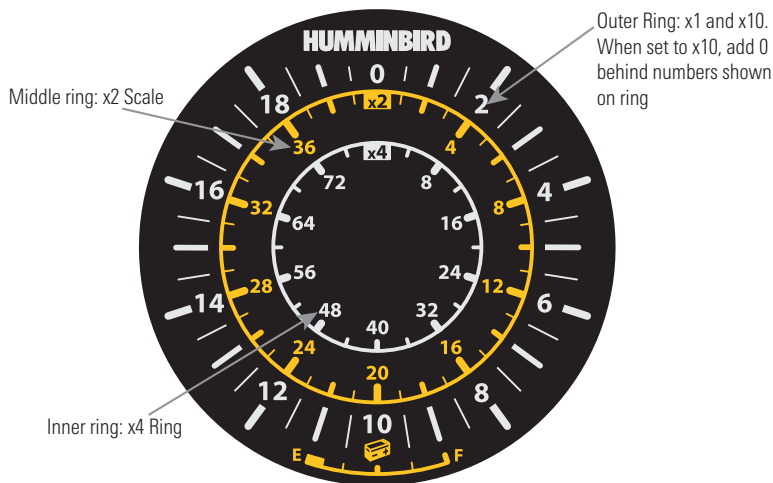 HUMMINBIRD
Outer Ring: x1 and x10.
When set to x10, add 0
behind numbers shown
on ring
Middle ring: x2 Scale
Inner ring: x4 Ring
0
2
4
6
8
10
12
14
16
18
x2
4
8
12
16
20
24
28
32
36
x4
8
16
24
32
40
48
56
64
72
E
F